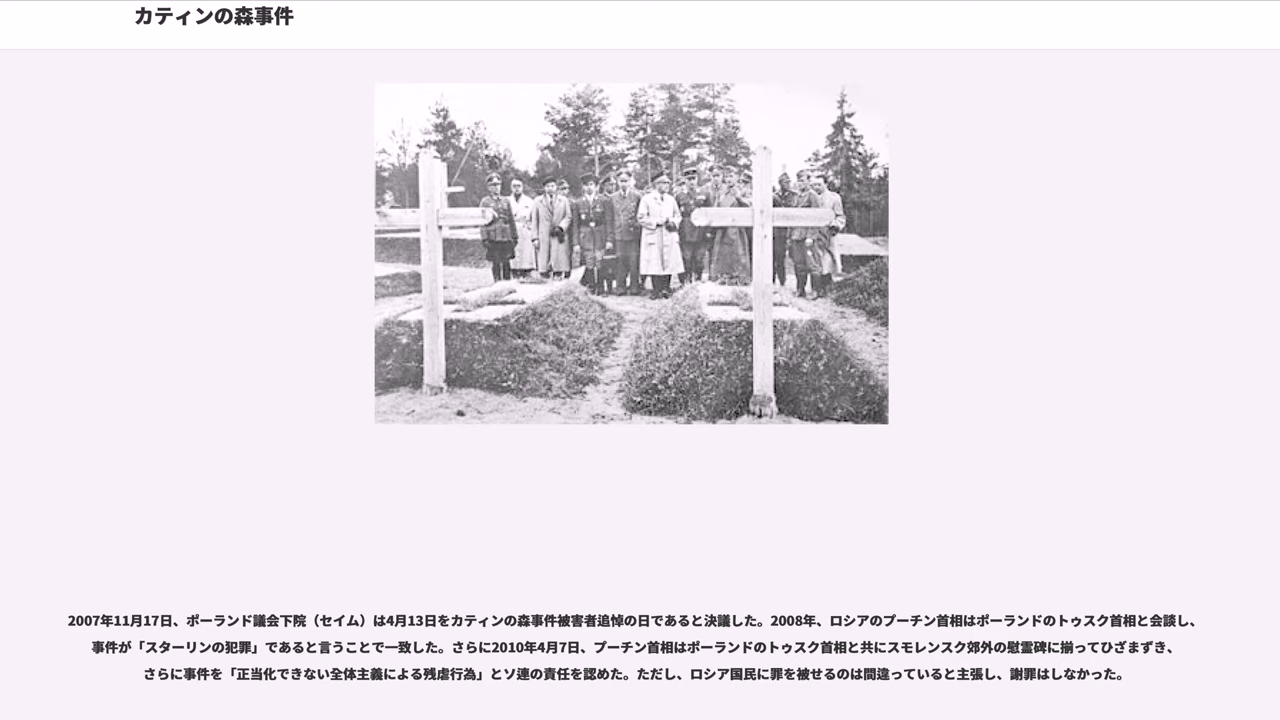 カティンの森事件
2007年11月17日、ポーランド議会下院（セイム）は4月13日をカティンの森事件被害者追悼の日であると決議した。2008年、ロシアのプーチン首相はポーランドのトゥスク首相と会談し、
事件が「スターリンの犯罪」であると言うことで一致した。さらに2010年4月7日、プーチン首相はポーランドのトゥスク首相と共にスモレンスク郊外の慰霊碑に揃ってひざまずき、
さらに事件を「正当化できない全体主義による残虐行為」とソ連の責任を認めた。ただし、ロシア国民に罪を被せるのは間違っていると主張し、謝罪はしなかった。